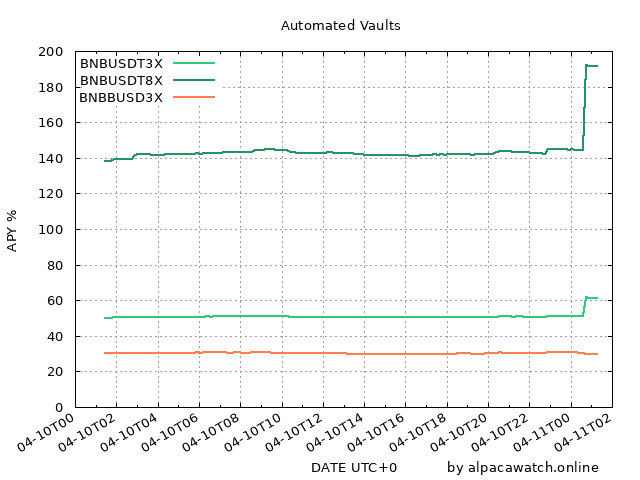 Automated Vaults
BNBUSDT3X
BNBUSDT8X
BNBBUSD3X
APY %
200
180
160
140
120
100
80
60
40
20
0
04-10T00
04-10T02
04-10T04
04-10T06
04-10T08
04-10T10
04-10T12
04-10T14
04-10T16
04-10T18
04-10T20
04-10T22
04-11T00
04-11T02
DATE UTC+0
by alpacawatch.online